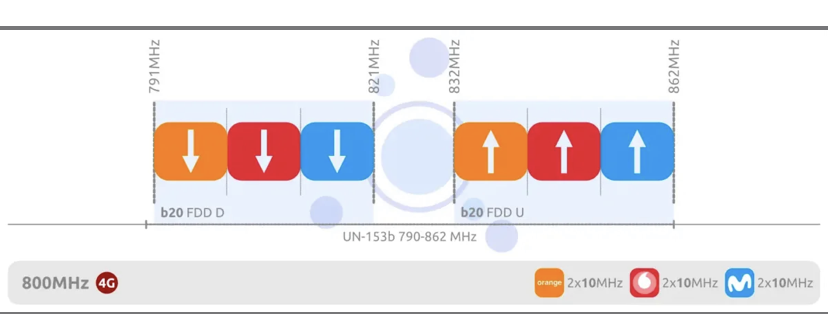 791MHz
821MHz
832MHz
862MHz
b20 FDD D
b20 FDD U
UN-153b 790-862 MHz
800MHz 4G
orange 2x10MHz 2x10MHz 2x10MHz